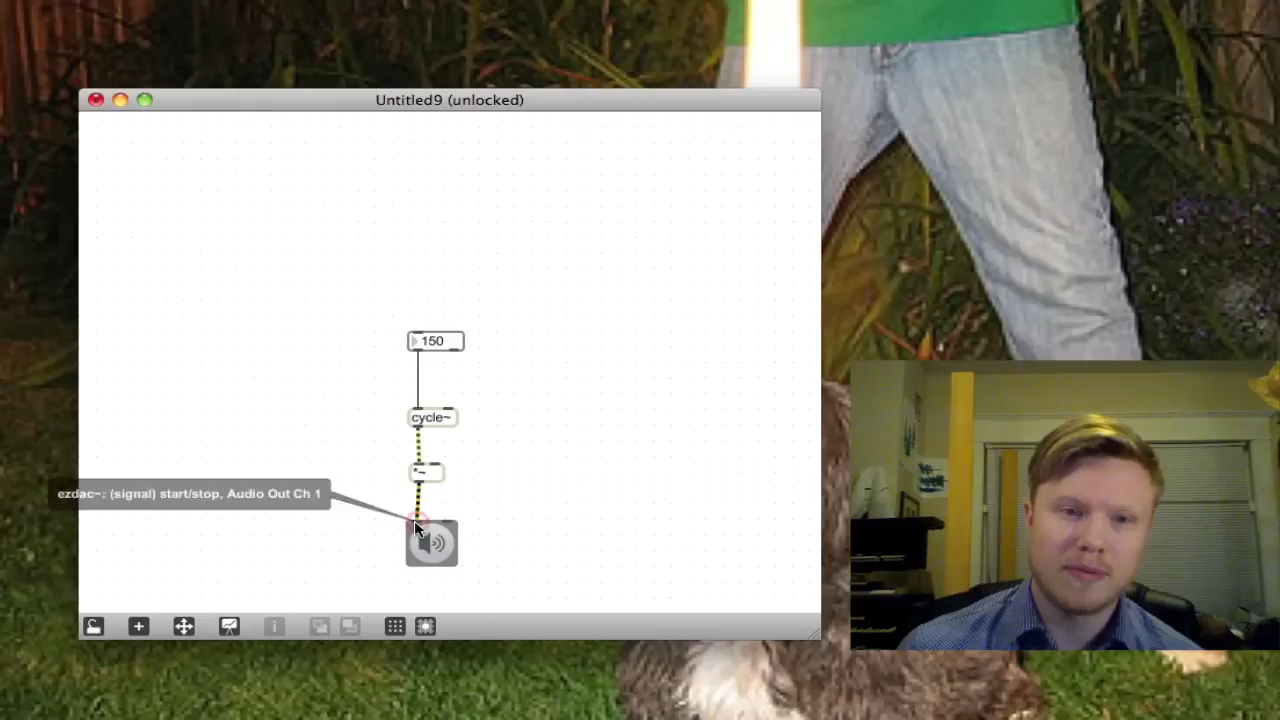 Untitled9 (unlocked)
150
cycle~
*~
ezdac~: (signal) start/stop, Audio Out Ch 1